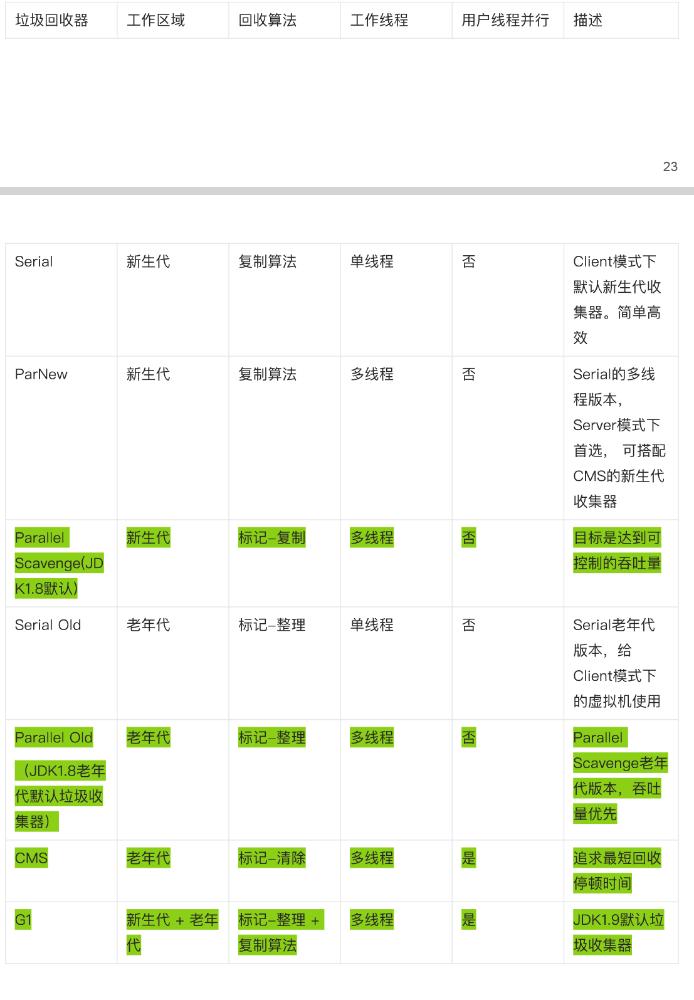 垃圾回收器 工作区域 回收算法 工作线程 用户线程并行 描述
23
Serial 新生代 复制算法 单线程 否 Client模式下
默认新生代收
集器。简单高
效
ParNew 新生代 复制算法 多线程 否 Serial的多线
程版本，
Server模式下
首选， 可搭配
CMS的新生代
收集器
Parallel 新生代 标记-复制 多线程 否 目标是达到可
Scavenge(JD 控制的吞吐量
K1.8默认)
Serial Old 老年代 标记-整理 单线程 否 Serial老年代
版本，给
Client模式下
的虚拟机使用
Parallel Old 老年代 标记-整理 多线程 否 Parallel
（JDK1.8老年 Scavenge老年
代默认垃圾收 代版本，吞吐
集器） 量优先
CMS 老年代 标记-清除 多线程 是 追求最短回收
停顿时间
G1 新生代 + 老年 标记-整理 + 多线程 是 JDK1.9默认垃
代 复制算法 圾收集器